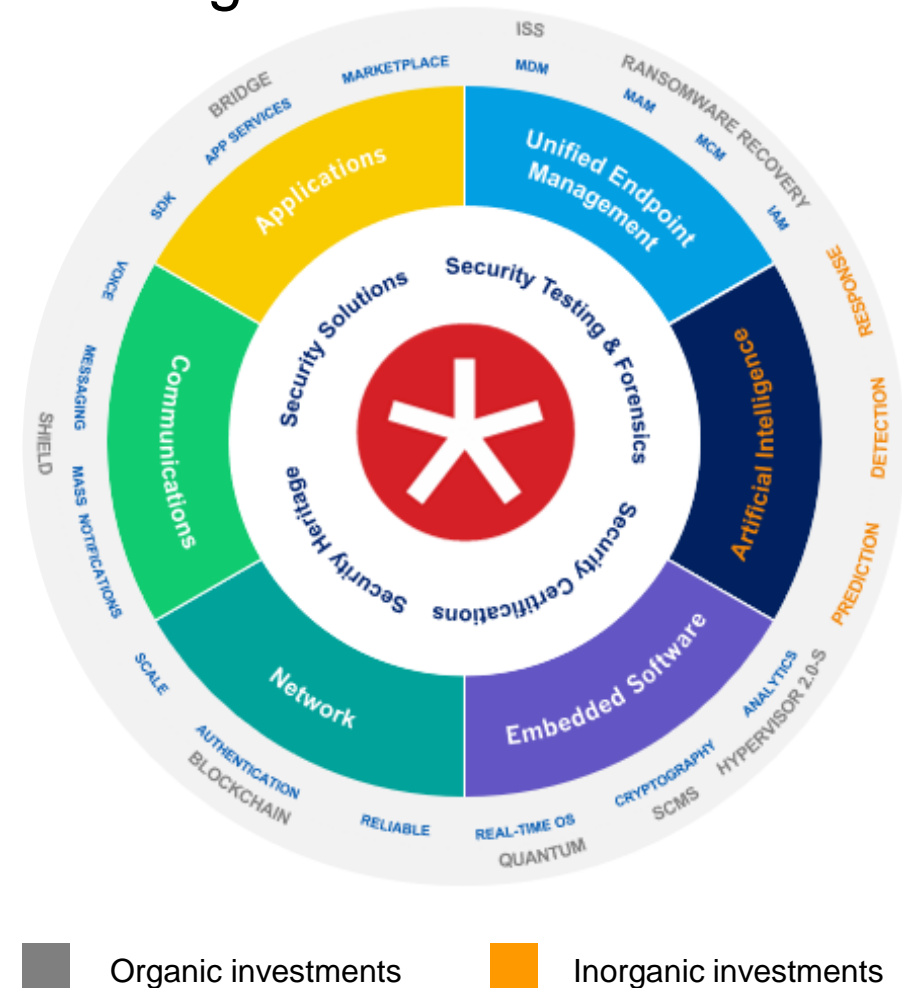 ISS
RANSOMWARE RECOVERY
BRIDGE
SHIELD
BLOCKCHAIN
QUANTUM
SCMS
HYPERVISOR 2.0-S
MARKETPLACE
APP SERVICES
SDK
MDM
MAM
MCM
IAM
RESPONSE
DETECTION
PREDICTION
ANALYTICS
CRYPTOGRAPHY
REAL-TIME OS
RELIABLE
AUTHENTICATION
SCALE
MASS NOTIFICATIONS
MESSAGING
VOICE
Applications
Unified Endpoint
Management
Artificial Intelligence
Embedded Software
Network
Communications
Security Solutions
Security Testing & Forensics
Security Certifications
Security Heritage
Organic investments
Inorganic investments